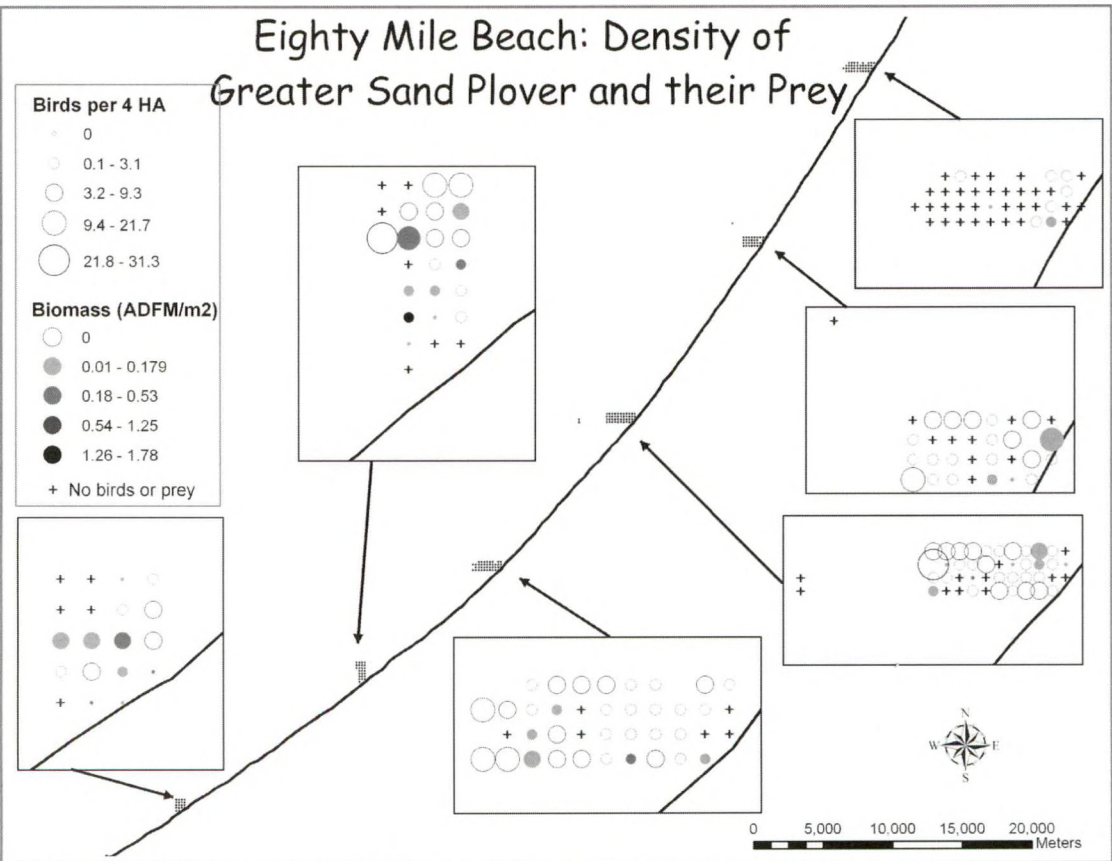 Eighty Mile Beach: Density of
Greater Sand Plover and their Prey
Birds per 4 HA
0
0.1 - 3.1
3.2 - 9.3
9.4 - 21.7
21.8 - 31.3
Biomass (ADFM/m2)
0
0.01 - 0.179
0.18 - 0.53
0.54 - 1.25
1.26 - 1.78
+ No birds or prey
N
W E
S
0 5,000 10,000 15,000 20,000
Meters